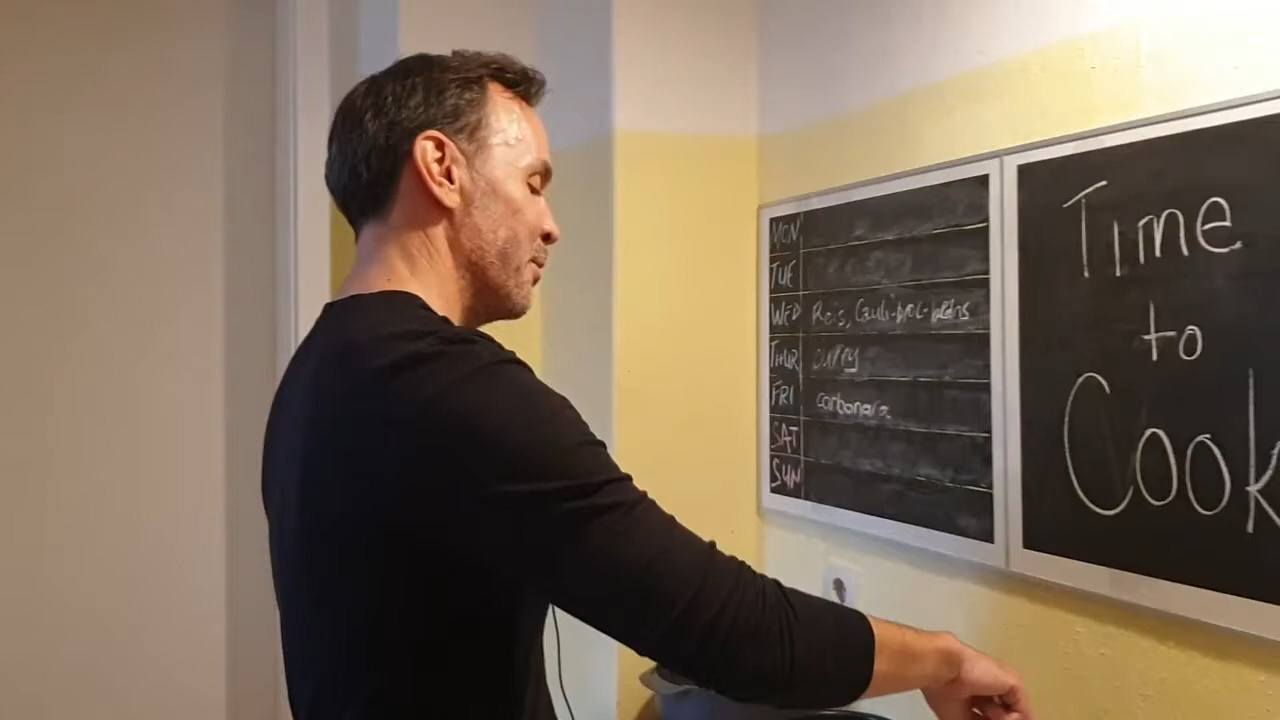 MON
TUE
WED Reis, Cauli-broc-beans
THUR curry
FRI carbonara
SAT
SUN
Time
to
Cook